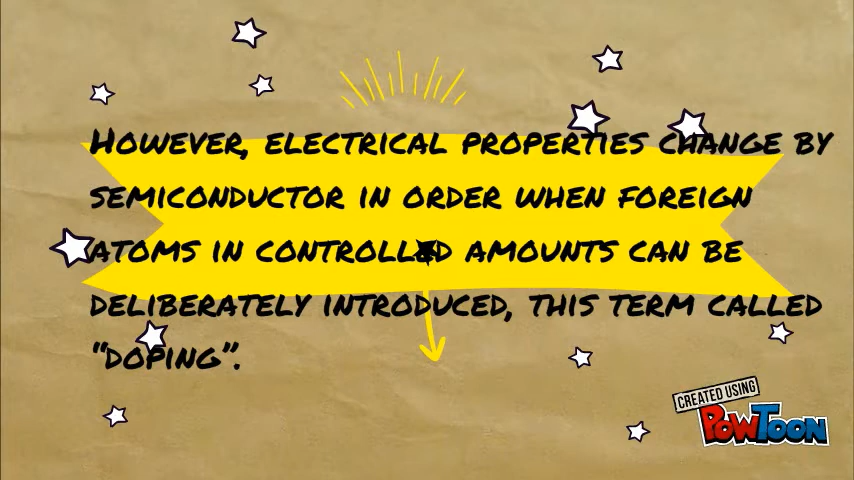 However, electrical properties change by
semiconductor in order when foreign
atoms in controlled amounts can be
deliberately introduced, this term called
“doping”.
CREATED USING
POWTOON